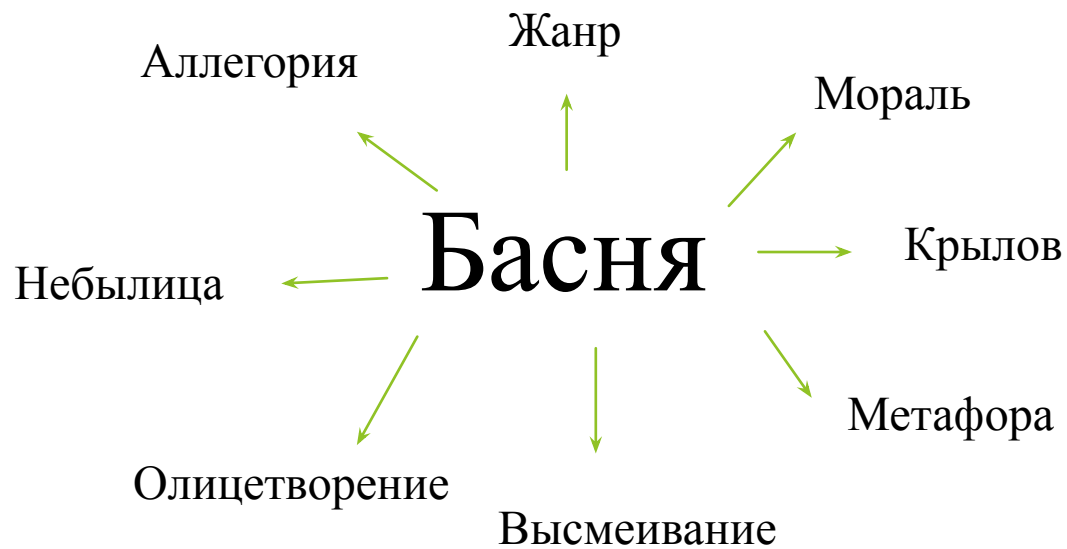 Жанр
Аллегория
Мораль
Басня
Крылов
Небылица
Метафора
Олицетворение
Высмеивание